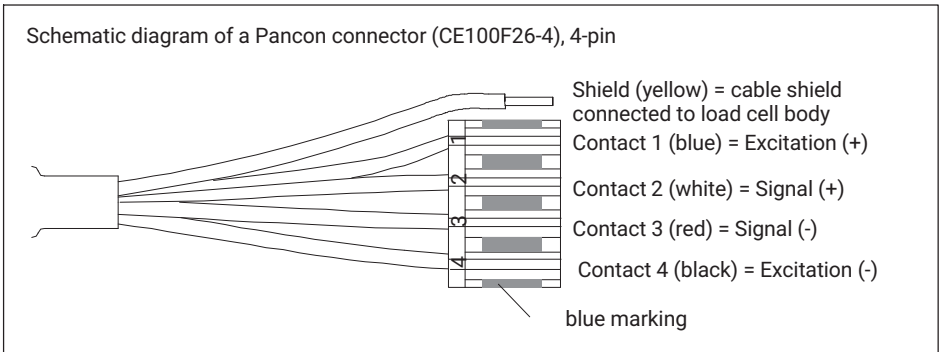 Schematic diagram of a Pancon connector (CE100F26-4), 4-pin
Shield (yellow) = cable shield
connected to load cell body
1
Contact 1 (blue) = Excitation (+)
2
Contact 2 (white) = Signal (+)
3
Contact 3 (red) = Signal (-)
4
Contact 4 (black) = Excitation (-)
blue marking